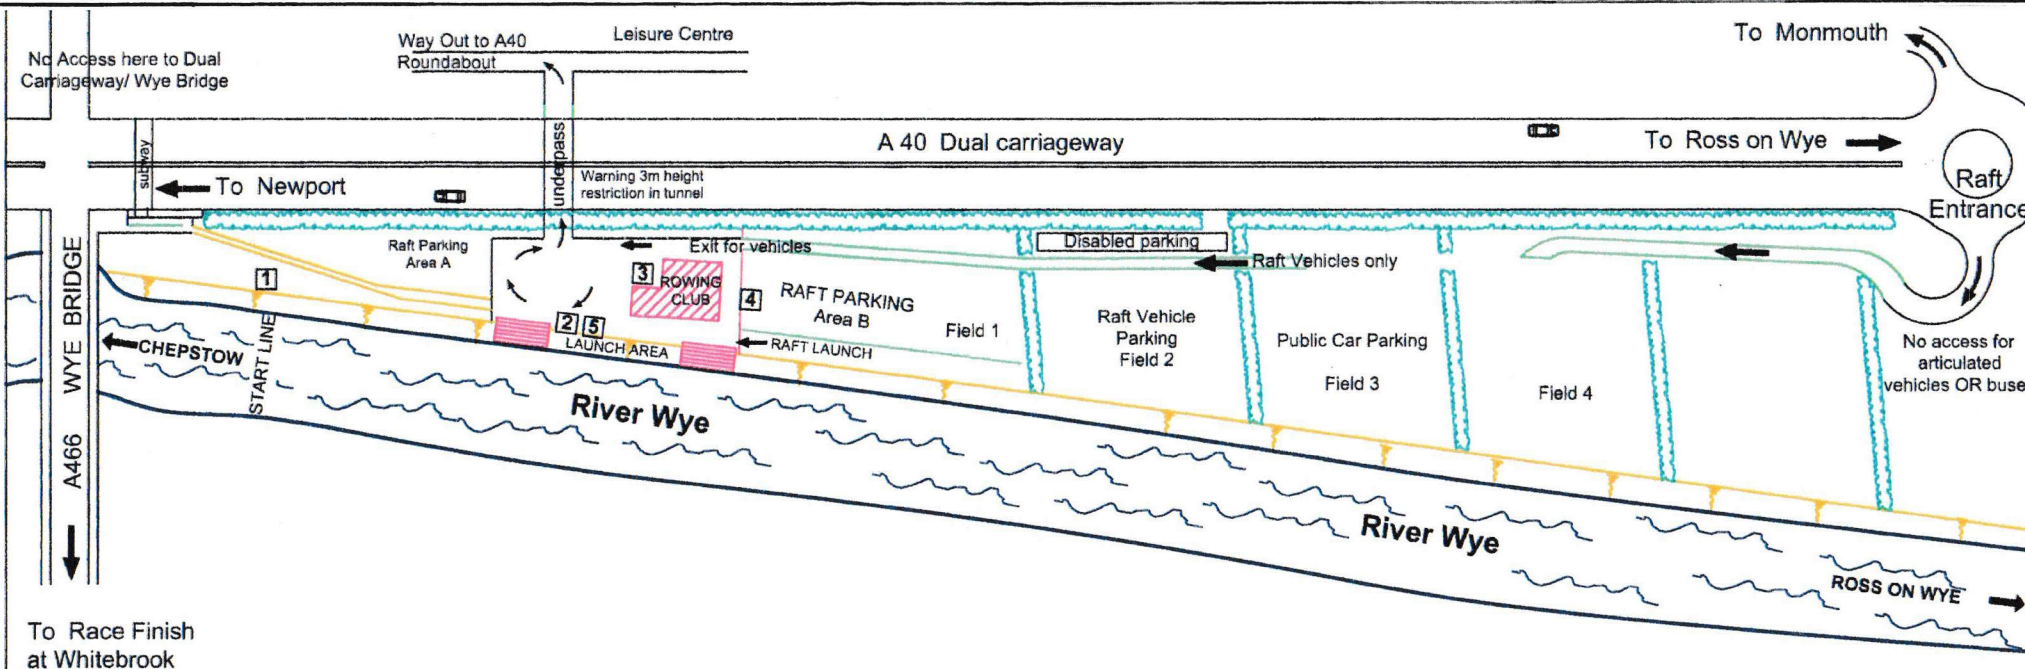 No Access here to Dual
Carriageway/ Wye Bridge
Way Out to A40
Roundabout
Leisure Centre
To Monmouth
subway
underpass
A 40 Dual carriageway
To Ross on Wye
To Newport
Warning 3m height
restriction in tunnel
Raft
Entrance
Raft Parking
Area A
Exit for vehicles
Disabled parking
Raft Vehicles only
1
3
ROWING
CLUB
4
RAFT PARKING
Area B
Field 1
Raft Vehicle
Parking
Field 2
Public Car Parking
Field 3
Field 4
No access for
articulated
vehicles OR buse
2
5
LAUNCH AREA
RAFT LAUNCH
CHEPSTOW
START LINE
A466 WYE BRIDGE
River Wye
River Wye
ROSS ON WYE
To Race Finish
at Whitebrook